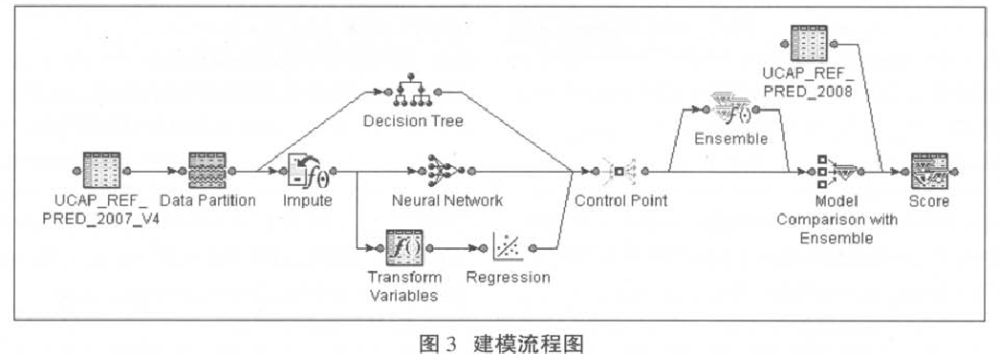 UCAP_REF_
PRED_2008
Decision Tree
Ensemble
UCAP_REF_
PRED_2007_V4
Data Partition
Impute
Neural Network
Control Point
Model
Comparison with
Ensemble
Score
Transform
Variables
Regression
图 3 建模流程图